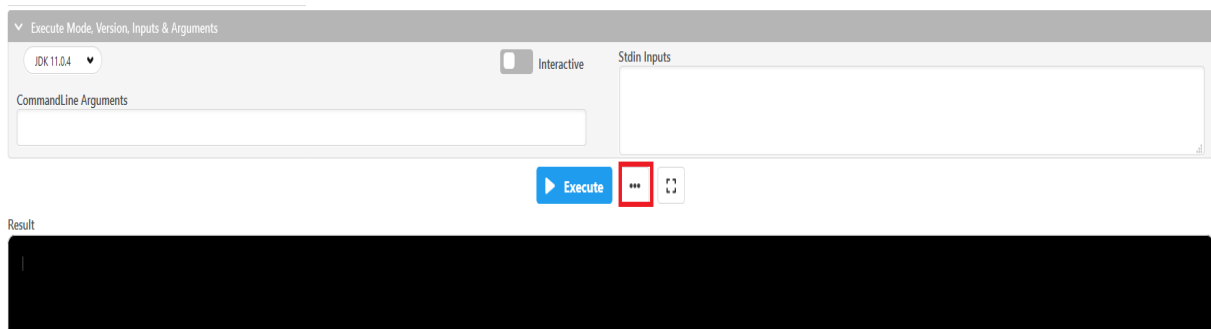 Execute Mode, Version, Inputs & Arguments
JDK 11.0.4
Interactive
Stdin Inputs
CommandLine Arguments
Execute
Result